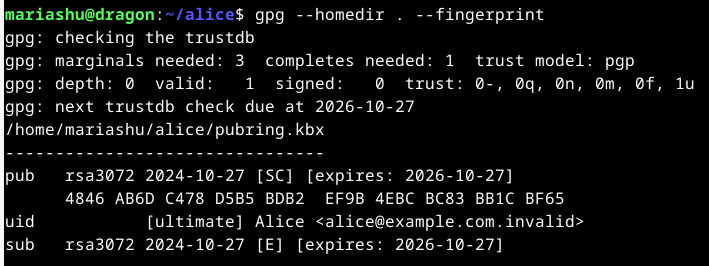 mariashu@dragon:~/alice$ gpg --homedir . --fingerprint
gpg: checking the trustdb
gpg: marginals needed: 3  completes needed: 1  trust model: pgp
gpg: depth: 0  valid:   1  signed:   0  trust: 0-, 0q, 0n, 0m, 0f, 1u
gpg: next trustdb check due at 2026-10-27
/home/mariashu/alice/pubring.kbx
--------------------------------
pub   rsa3072 2024-10-27 [SC] [expires: 2026-10-27]
      4846 AB6D C478 D5B5 BDB2  EF9B 4EBC BC83 BB1C BF65
uid           [ultimate] Alice <alice@example.com.invalid>
sub   rsa3072 2024-10-27 [E] [expires: 2026-10-27]